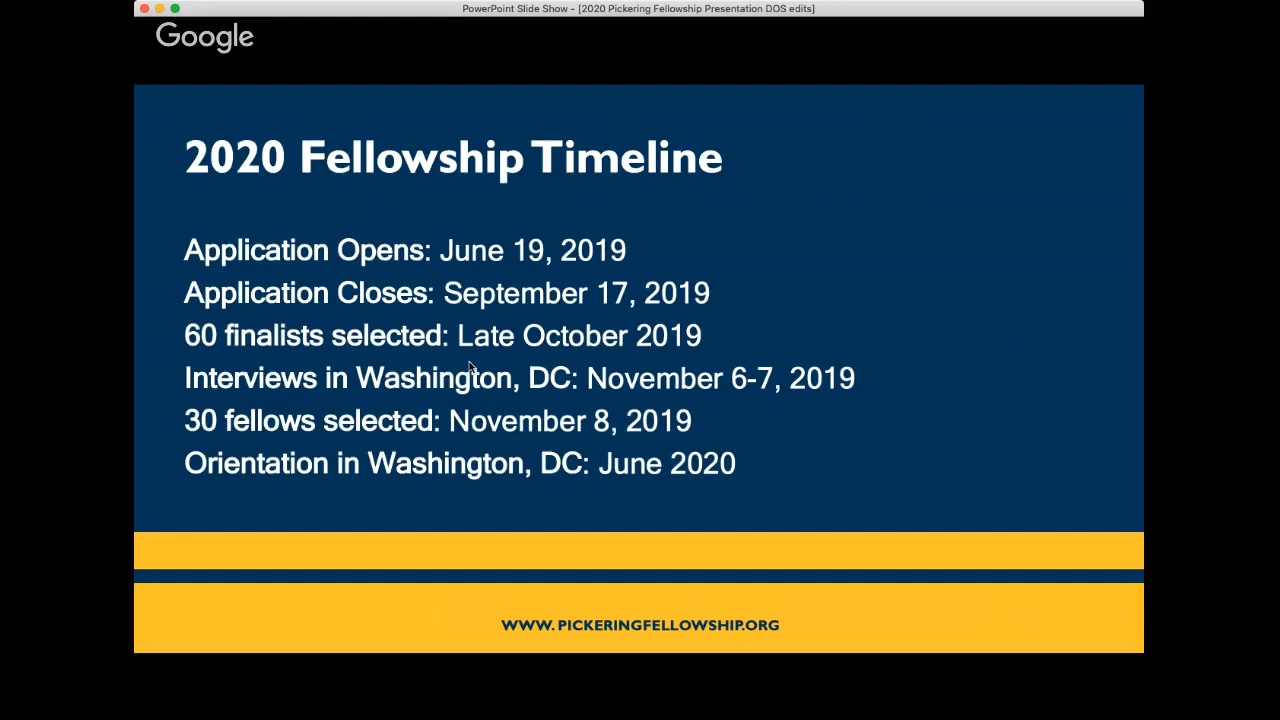 PowerPoint Slide Show - [2020 Pickering Fellowship Presentation DOS edits]
Google
2020 Fellowship Timeline
Application Opens: June 19, 2019
Application Closes: September 17, 2019
60 finalists selected: Late October 2019
Interviews in Washington, DC: November 6-7, 2019
30 fellows selected: November 8, 2019
Orientation in Washington, DC: June 2020
WWW. PICKERINGFELLOWSHIP.ORG